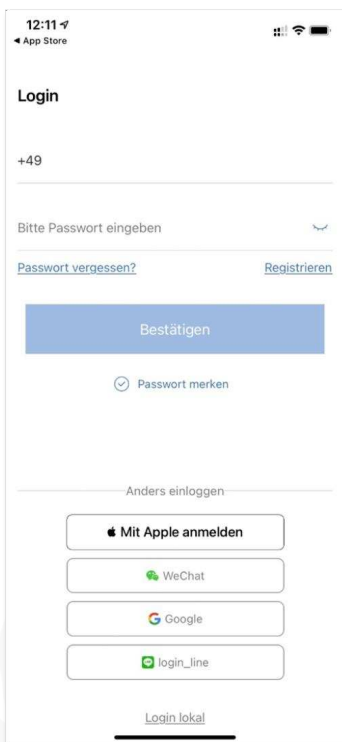 12:11
◀ App Store
Login
+49
Bitte Passwort eingeben
Passwort vergessen? Registrieren
Bestätigen
Passwort merken
Anders einloggen
Mit Apple anmelden
WeChat
Google
login_line
Login lokal